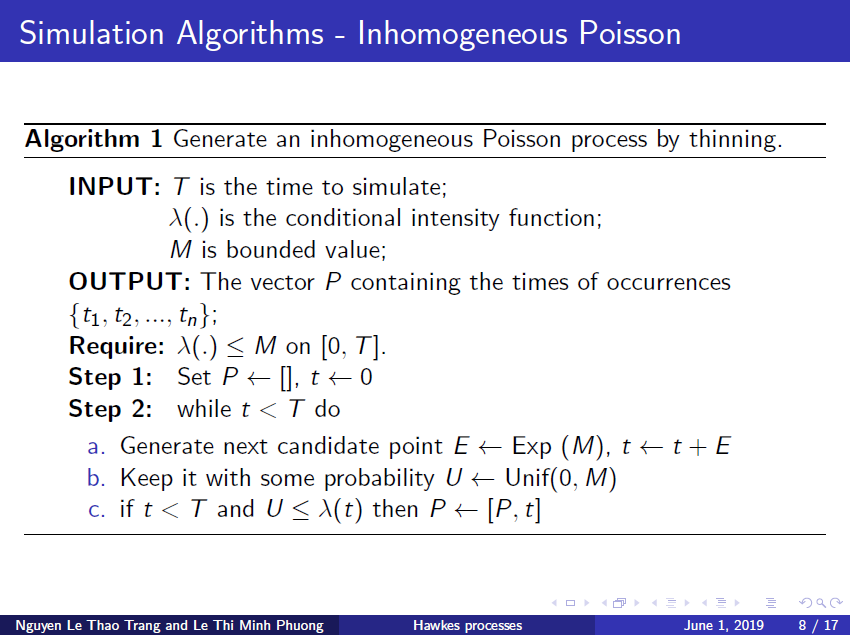 Simulation Algorithms - Inhomogeneous Poisson
Algorithm 1 Generate an inhomogeneous Poisson process by thinning.
INPUT: T is the time to simulate;
λ(.) is the conditional intensity function;
M is bounded value;
OUTPUT: The vector P containing the times of occurrences
{t₁, t₂, ..., tₙ};
Require: λ(.) ≤ M on [0, T].
Step 1: Set P ← [], t ← 0
Step 2: while t < T do
a. Generate next candidate point E ← Exp (M), t ← t + E
b. Keep it with some probability U ← Unif(0, M)
c. if t < T and U ≤ λ(t) then P ← [P, t]
Nguyen Le Thao Trang and Le Thi Minh Phuong Hawkes processes June 1, 2019 8 / 17